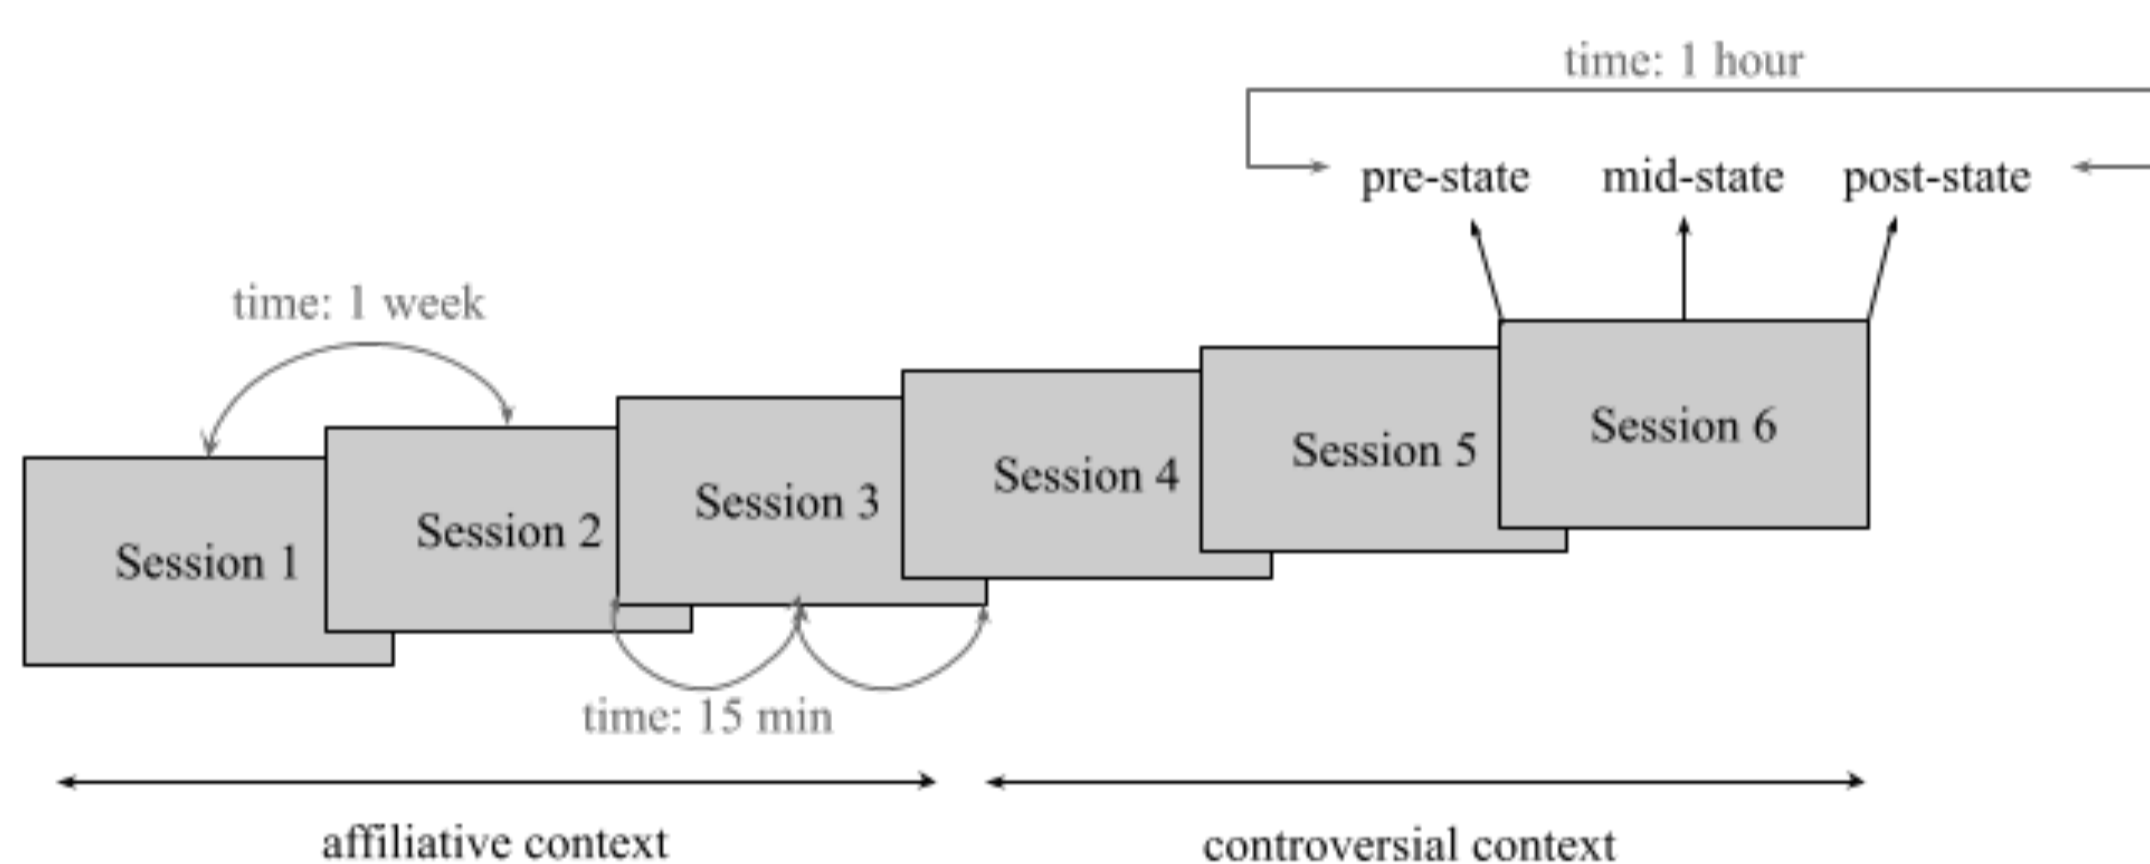 time: 1 hour
pre-state mid-state post-state
time: 1 week
Session 1
Session 2
Session 3
Session 4
Session 5
Session 6
time: 15 min
affiliative context
controversial context